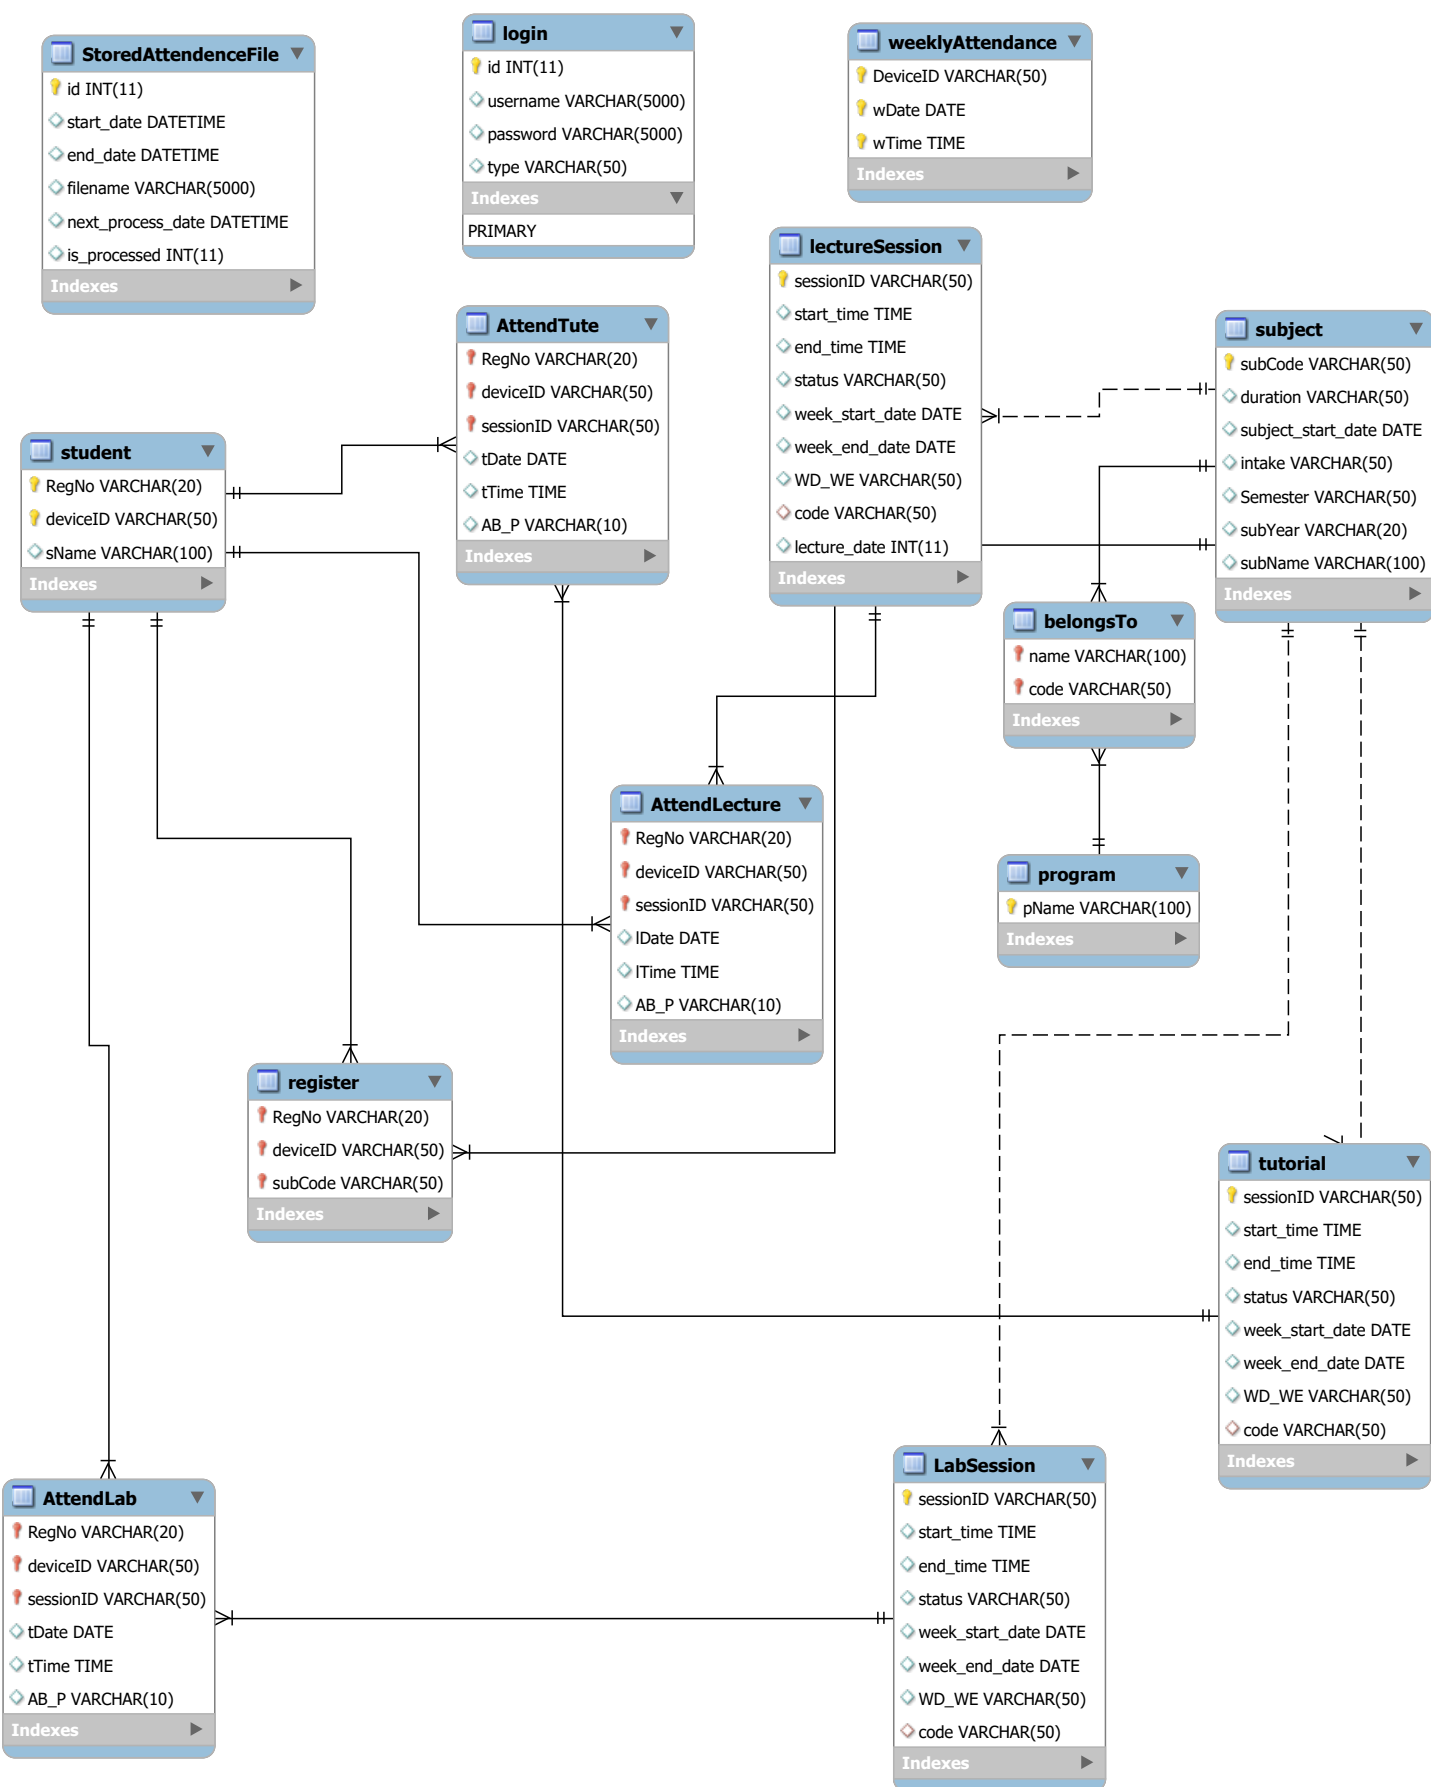 StoredAttendenceFile
id INT(11)
start_date DATETIME
end_date DATETIME
filename VARCHAR(5000)
next_process_date DATETIME
is_processed INT(11)
Indexes
login
id INT(11)
username VARCHAR(5000)
password VARCHAR(5000)
type VARCHAR(50)
Indexes
PRIMARY
weeklyAttendance
DeviceID VARCHAR(50)
wDate DATE
wTime TIME
Indexes
lectureSession
sessionID VARCHAR(50)
start_time TIME
end_time TIME
status VARCHAR(50)
week_start_date DATE
week_end_date DATE
WD_WE VARCHAR(50)
code VARCHAR(50)
lecture_date INT(11)
Indexes
subject
subCode VARCHAR(50)
duration VARCHAR(50)
subject_start_date DATE
intake VARCHAR(50)
Semester VARCHAR(50)
subYear VARCHAR(20)
subName VARCHAR(100)
Indexes
AttendTute
RegNo VARCHAR(20)
deviceID VARCHAR(50)
sessionID VARCHAR(50)
tDate DATE
tTime TIME
AB_P VARCHAR(10)
Indexes
student
RegNo VARCHAR(20)
deviceID VARCHAR(50)
sName VARCHAR(100)
Indexes
belongsTo
name VARCHAR(100)
code VARCHAR(50)
Indexes
AttendLecture
RegNo VARCHAR(20)
deviceID VARCHAR(50)
sessionID VARCHAR(50)
lDate DATE
lTime TIME
AB_P VARCHAR(10)
Indexes
program
pName VARCHAR(100)
Indexes
register
RegNo VARCHAR(20)
deviceID VARCHAR(50)
subCode VARCHAR(50)
Indexes
tutorial
sessionID VARCHAR(50)
start_time TIME
end_time TIME
status VARCHAR(50)
week_start_date DATE
week_end_date DATE
WD_WE VARCHAR(50)
code VARCHAR(50)
Indexes
AttendLab
RegNo VARCHAR(20)
deviceID VARCHAR(50)
sessionID VARCHAR(50)
tDate DATE
tTime TIME
AB_P VARCHAR(10)
Indexes
LabSession
sessionID VARCHAR(50)
start_time TIME
end_time TIME
status VARCHAR(50)
week_start_date DATE
week_end_date DATE
WD_WE VARCHAR(50)
code VARCHAR(50)
Indexes